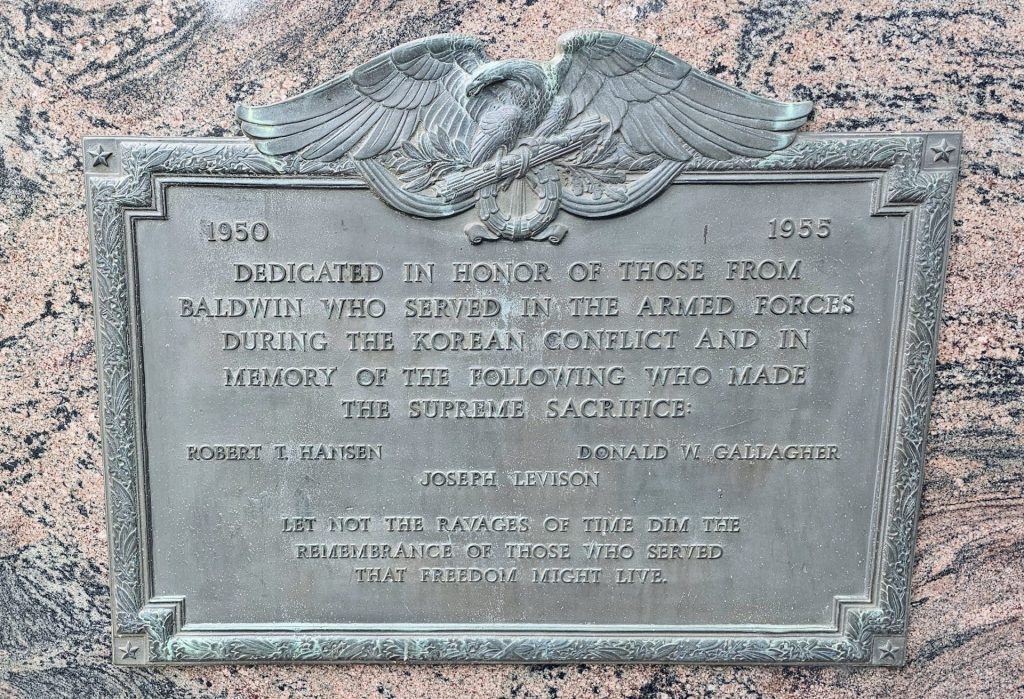 1950 1955
DEDICATED IN HONOR OF THOSE FROM
BALDWIN WHO SERVED IN THE ARMED FORCES
DURING THE KOREAN CONFLICT AND IN
MEMORY OF THE FOLLOWING WHO MADE
THE SUPREME SACRIFICE:
ROBERT T. HANSEN DONALD W. GALLAGHER
JOSEPH LEVISON
LET NOT THE RAVAGES OF TIME DIM THE
REMEMBRANCE OF THOSE WHO SERVED
THAT FREEDOM MIGHT LIVE.